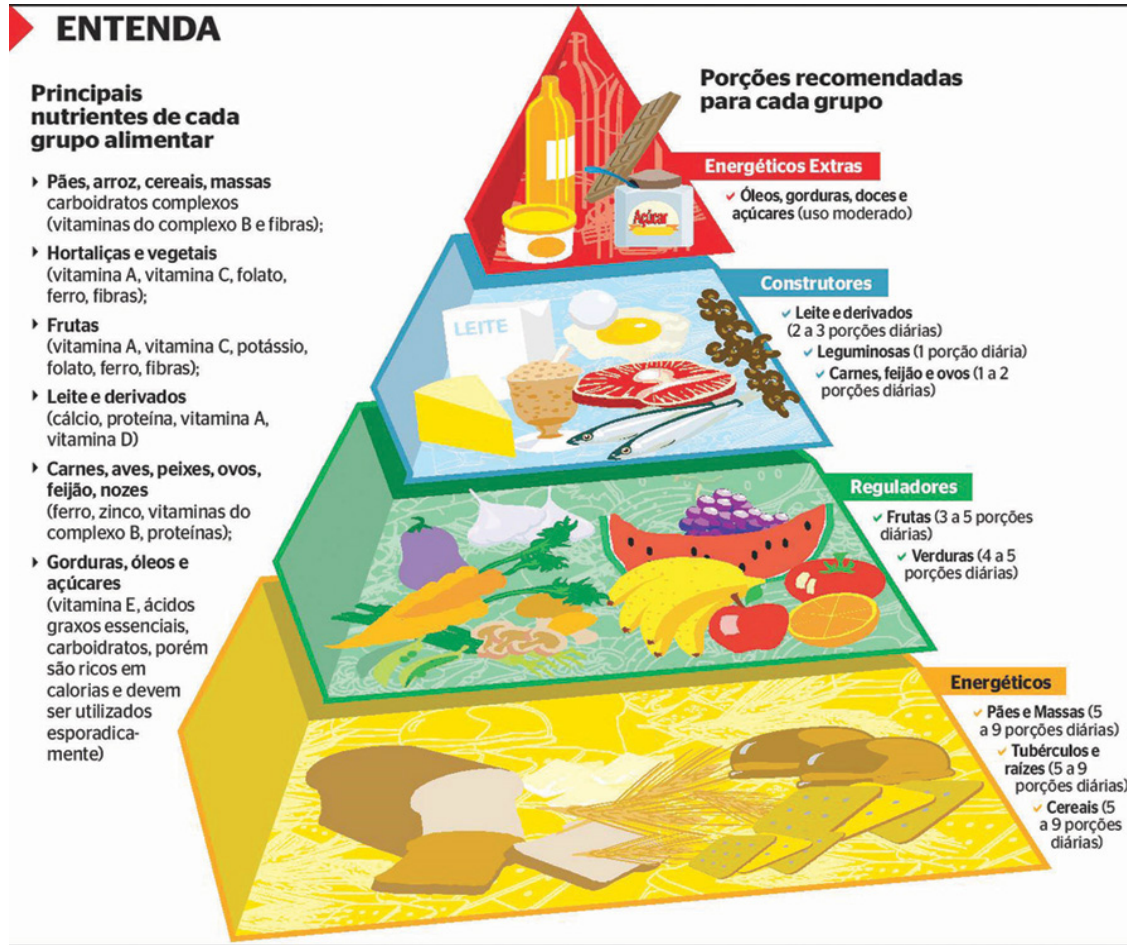 ENTENDA
Principais
nutrientes de cada
grupo alimentar
Pães, arroz, cereais, massas
carboidratos complexos
(vitaminas do complexo B e fibras);
Hortaliças e vegetais
(vitamina A, vitamina C, folato,
ferro, fibras);
Frutas
(vitamina A, vitamina C, potássio,
folato, ferro, fibras);
Leite e derivados
(cálcio, proteína, vitamina A,
vitamina D)
Carnes, aves, peixes, ovos,
feijão, nozes
(ferro, zinco, vitaminas do
complexo B, proteínas);
Gorduras, óleos e
açúcares
(vitamina E, ácidos
graxos essenciais,
carboidratos, porém
são ricos em
calorias e devem
ser utilizados
esporadica-
mente)
Porções recomendadas
para cada grupo
Energéticos Extras
Óleos, gorduras, doces e
açúcares (uso moderado)
Açúcar
Construtores
Leite e derivados
(2 a 3 porções diárias)
Leguminosas (1 porção diária)
Carnes, feijão e ovos (1 a 2
porções diárias)
LEITE
Reguladores
Frutas (3 a 5 porções
diárias)
Verduras (4 a 5
porções diárias)
Energéticos
Pães e Massas (5
a 9 porções diárias)
Tubérculos e
raízes (5 a 9
porções diárias)
Cereais (5
a 9 porções
diárias)